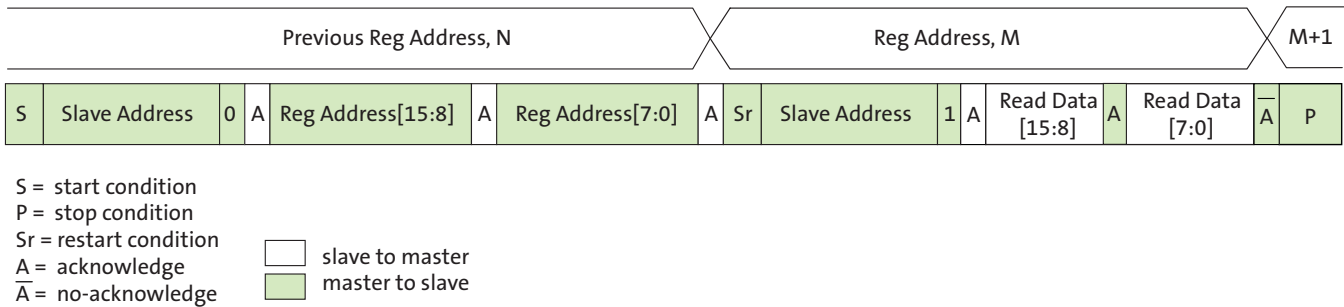 Previous Reg Address, N Reg Address, M M+1
S Slave Address 0 A Reg Address[15:8] A Reg Address[7:0] A Sr Slave Address 1 A Read Data [15:8] A Read Data [7:0] A̅ P
S = start condition
P = stop condition
Sr = restart condition
A = acknowledge
A̅ = no-acknowledge
slave to master
master to slave